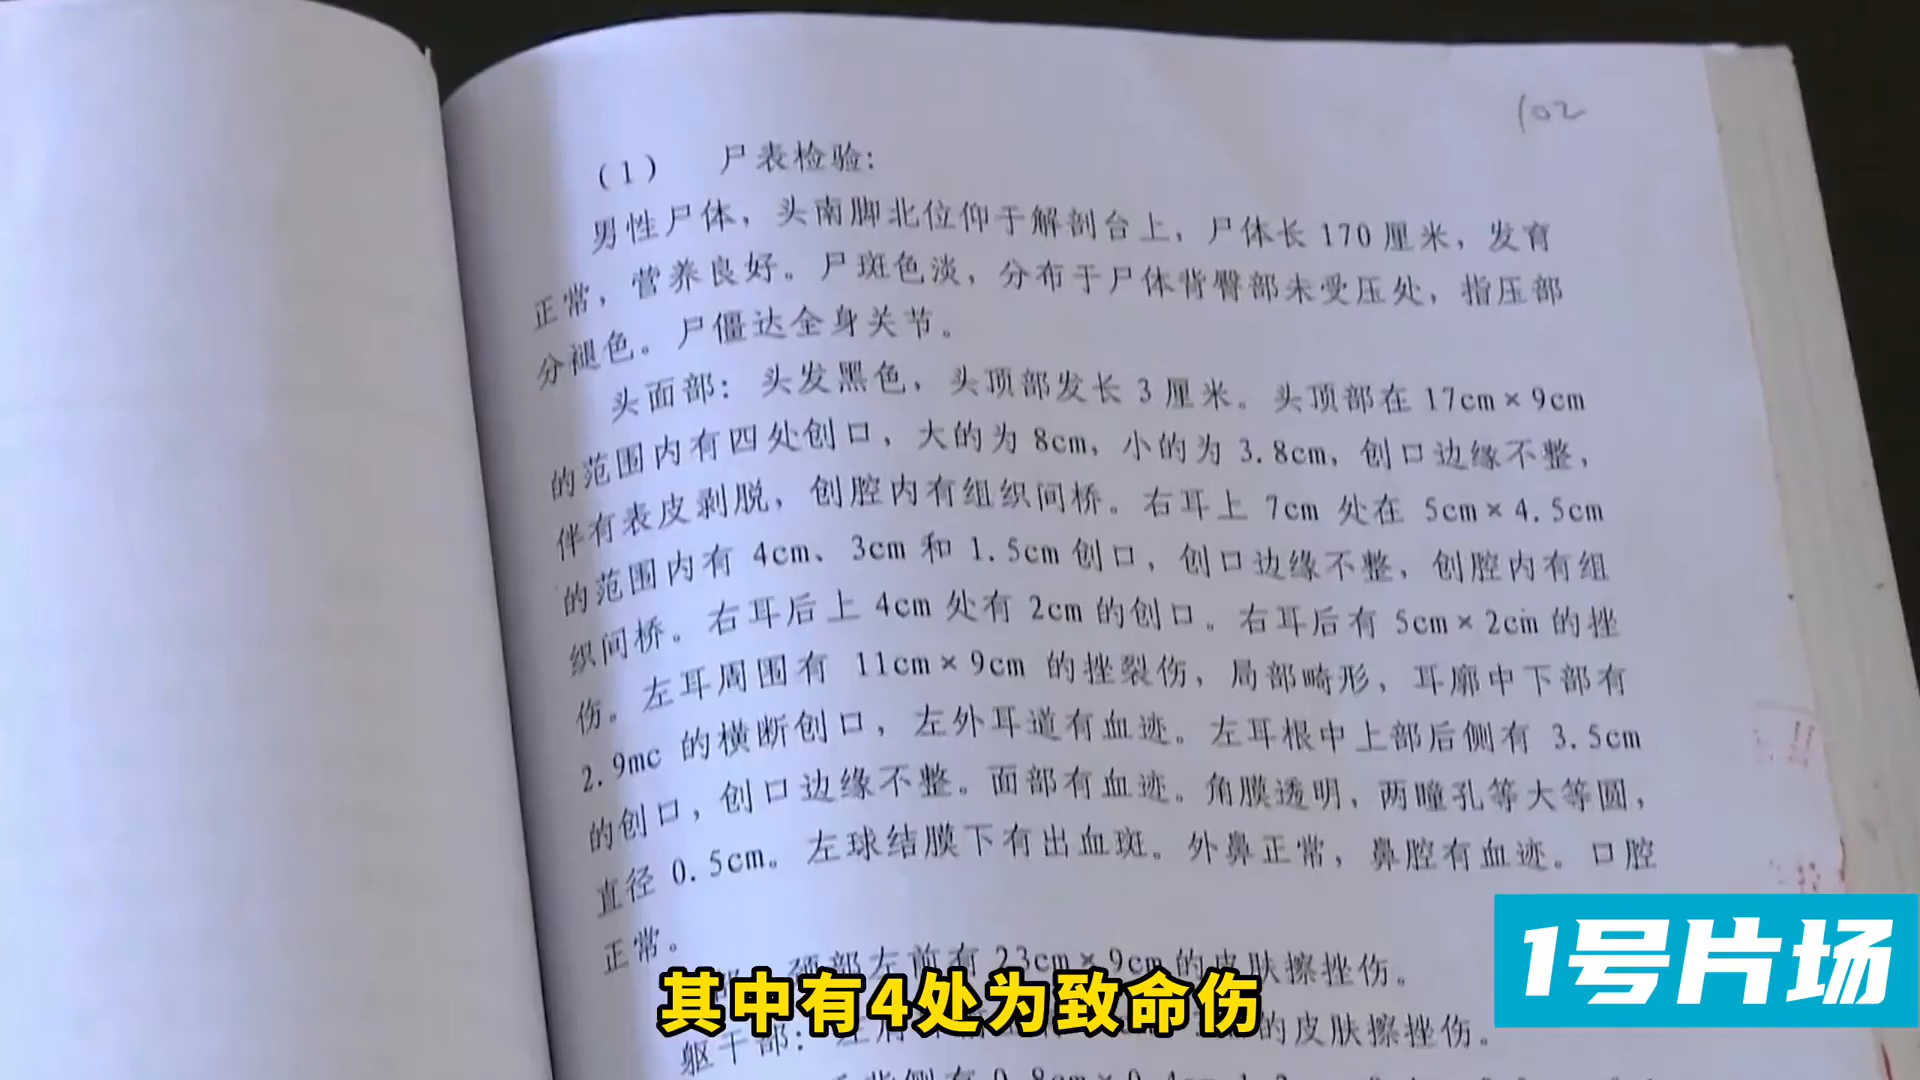 102
（1） 尸表检验：
男性尸体，头南脚北位仰于解剖台上，尸体长 170 厘米，发育
正常，营养良好。尸斑色淡，分布于尸体背臀部未受压处，指压部
分褪色。尸僵达全身关节。
头面部：头发黑色，头顶部发长 3 厘米。头顶部在 17cm×9cm
的范围内有四处创口，大的为 8cm，小的为 3.8cm，创口边缘不整，
伴有表皮剥脱，创腔内有组织间桥。右耳上 7cm 处在 5cm×4.5cm
的范围内有 4cm、3cm 和 1.5cm 创口，创口边缘不整，创腔内有组
织间桥。右耳后上 4cm 处有 2cm 的创口。右耳后有 5cm×2cm 的挫
伤。左耳周围有 11cm×9cm 的挫裂伤，局部畸形，耳廓中下部有
2.9mc 的横断创口，左外耳道有血迹。左耳根中上部后侧有 3.5cm
的创口，创口边缘不整。面部有血迹。角膜透明，两瞳孔等大等圆，
直径 0.5cm。左球结膜下有出血斑。外鼻正常，鼻腔有血迹。口腔
正常。
颈部左前有 23cm×9cm 的皮肤擦挫伤。
躯干部： 的皮肤擦挫伤。
其中有4处为致命伤
1号片场